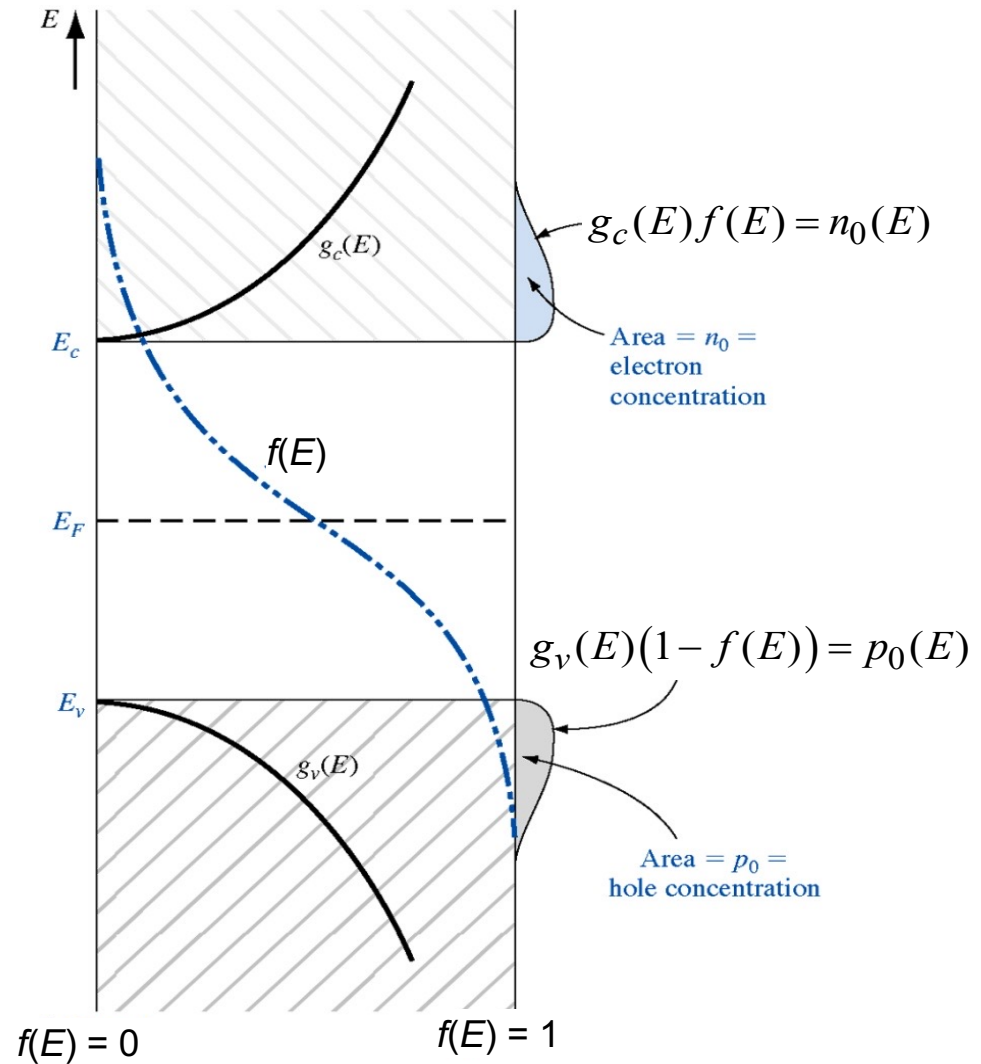 E
g_c(E)
g_c(E) f(E) = n_0(E)
E_c
Area = n_0 =
electron
concentration
f(E)
E_F
g_v(E)(1 − f(E)) = p_0(E)
E_v
g_v(E)
Area = p_0 =
hole concentration
f(E) = 0
f(E) = 1